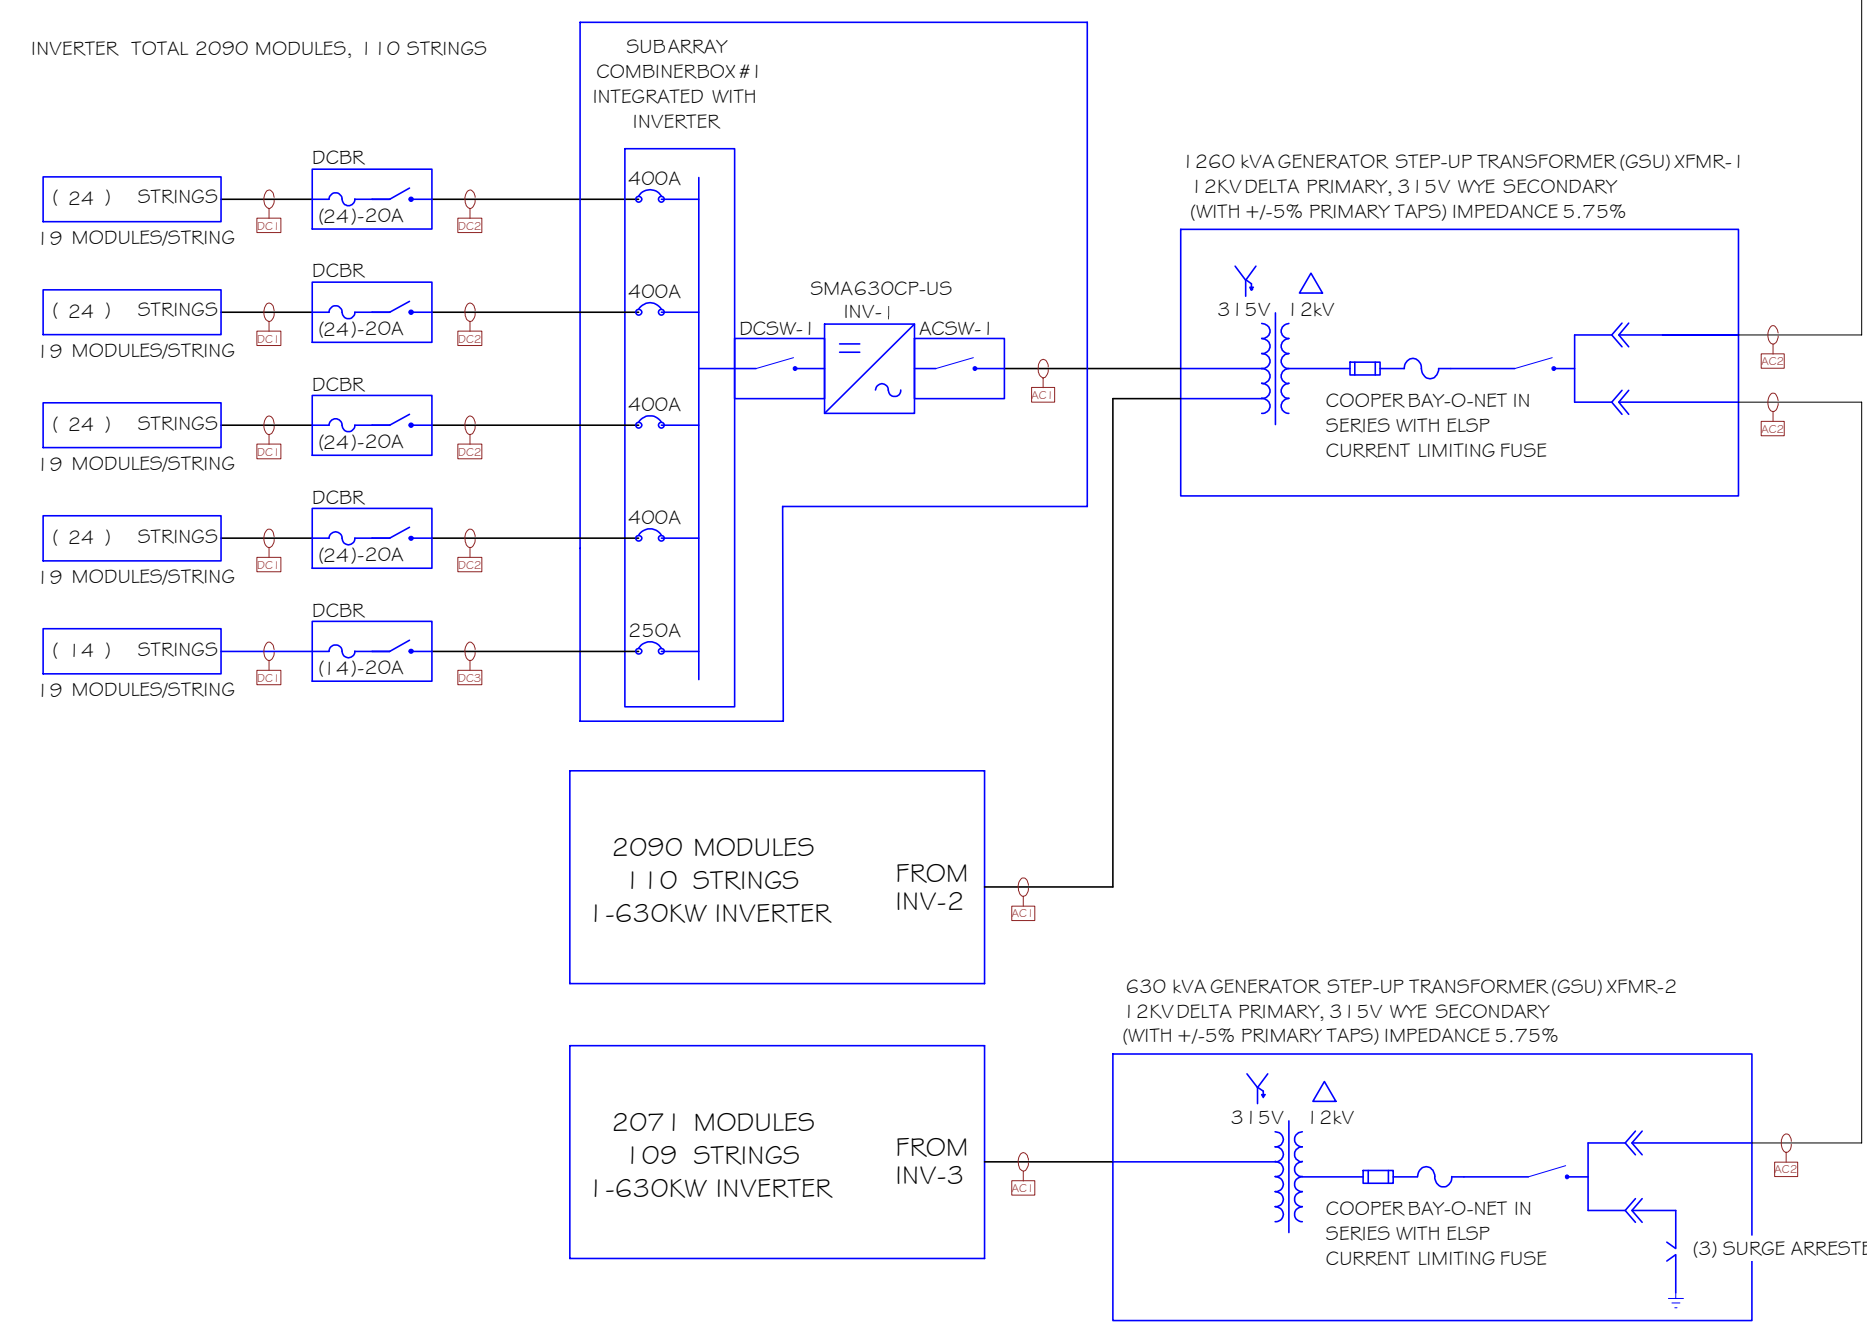 INVERTER TOTAL 2090 MODULES, 110 STRINGS
SUBARRAY
COMBINERBOX #1
INTEGRATED WITH
INVERTER
DCBR
( 24 ) STRINGS
DC1
(24)-20A
DC2
400A
19 MODULES/STRING
DCBR
( 24 ) STRINGS
DC1
(24)-20A
DC2
400A
19 MODULES/STRING
DCBR
( 24 ) STRINGS
DC1
(24)-20A
DC2
400A
19 MODULES/STRING
DCBR
( 24 ) STRINGS
DC1
(24)-20A
DC2
400A
19 MODULES/STRING
DCBR
( 14 ) STRINGS
DC1
(14)-20A
DC3
250A
19 MODULES/STRING
SMA630CP-US
INV-1
DCSW-1
ACSW-1
AC1
1260 kVA GENERATOR STEP-UP TRANSFORMER (GSU) XFMR-1
12KV DELTA PRIMARY, 315V WYE SECONDARY
(WITH +/-5% PRIMARY TAPS) IMPEDANCE 5.75%
315V
12kV
COOPER BAY-O-NET IN
SERIES WITH ELSP
CURRENT LIMITING FUSE
AC2
AC2
2090 MODULES
110 STRINGS
1-630KW INVERTER
FROM
INV-2
AC1
2071 MODULES
109 STRINGS
1-630KW INVERTER
FROM
INV-3
AC1
630 kVA GENERATOR STEP-UP TRANSFORMER (GSU) XFMR-2
12KV DELTA PRIMARY, 315V WYE SECONDARY
(WITH +/-5% PRIMARY TAPS) IMPEDANCE 5.75%
315V
12kV
COOPER BAY-O-NET IN
SERIES WITH ELSP
CURRENT LIMITING FUSE
AC2
(3) SURGE ARRESTE